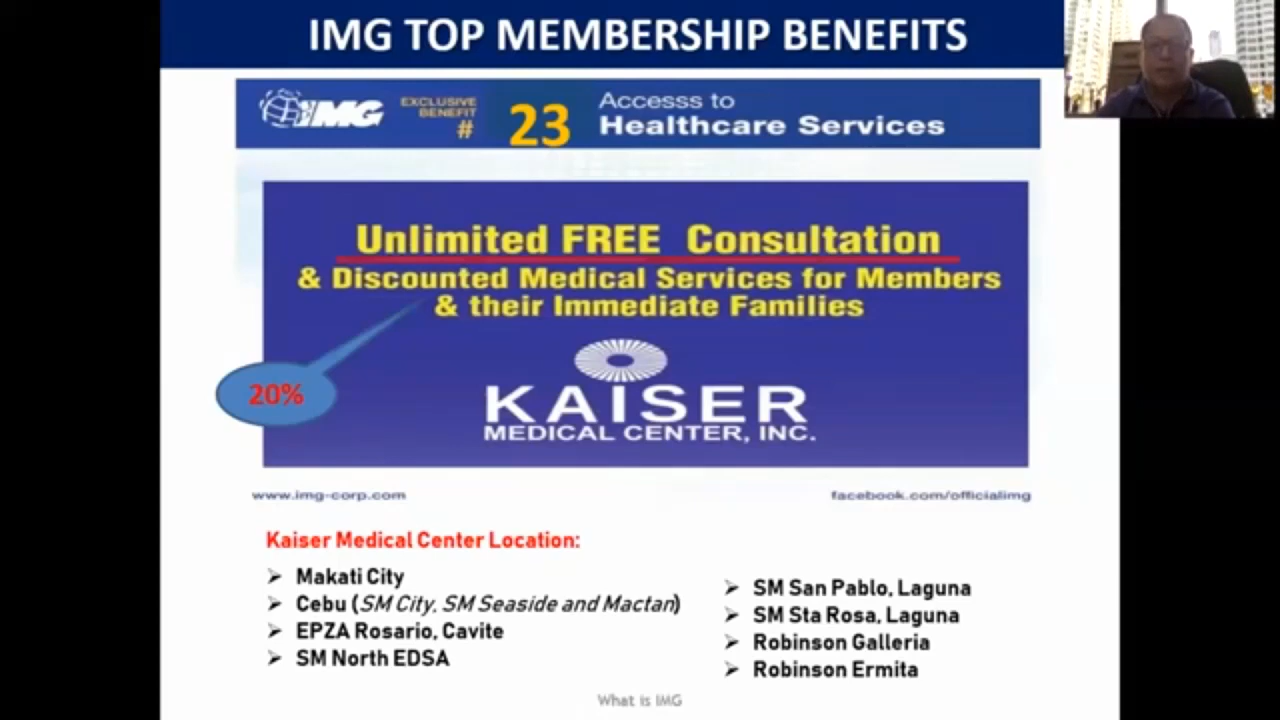 IMG TOP MEMBERSHIP BENEFITS
IMG
EXCLUSIVE
BENEFIT
#
23
Accesss to
Healthcare Services
Unlimited FREE Consultation
& Discounted Medical Services for Members
& their Immediate Families
20%
KAISER
MEDICAL CENTER, INC.
www.img-corp.com
facebook.com/officialimg
Kaiser Medical Center Location:
➢ Makati City
➢ Cebu (SM City, SM Seaside and Mactan)
➢ EPZA Rosario, Cavite
➢ SM North EDSA
➢ SM San Pablo, Laguna
➢ SM Sta Rosa, Laguna
➢ Robinson Galleria
➢ Robinson Ermita
What is IMG